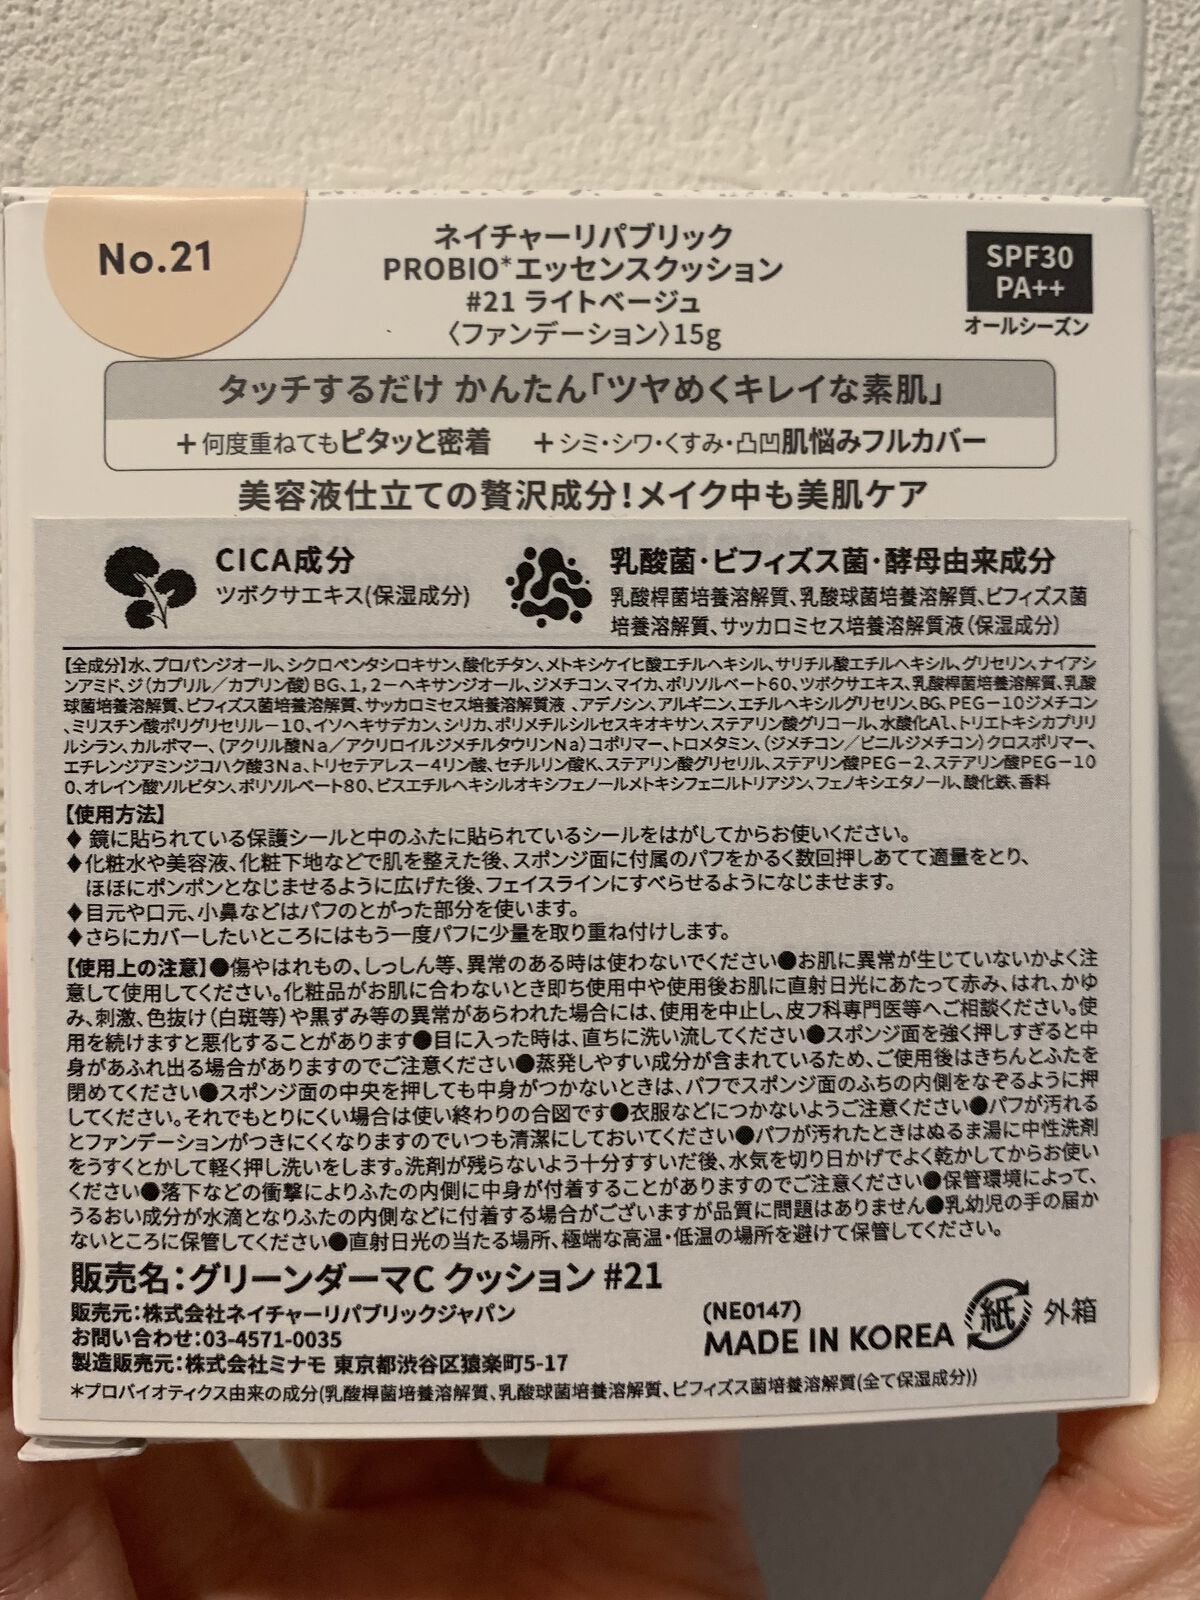 No.21
ネイチャーリパブリック
PROBIO*エッセンスクッション
#21 ライトベージュ
〈ファンデーション〉15g
SPF30
PA++
オールシーズン
タッチするだけ かんたん「ツヤめくキレイな素肌」
＋何度重ねてもピタッと密着 ＋シミ・シワ・くすみ・凸凹肌悩みフルカバー
美容液仕立ての贅沢成分!メイク中も美肌ケア
CICA成分
ツボクサエキス(保湿成分)
乳酸菌・ビフィズス菌・酵母由来成分
乳酸桿菌培養溶解質、乳酸球菌培養溶解質、ビフィズス菌
培養溶解質、サッカロミセス培養溶解質液(保湿成分)
【全成分】水、プロパンジオール、シクロペンタシロキサン、酸化チタン、メトキシケイヒ酸エチルヘキシル、サリチル酸エチルヘキシル、グリセリン、ナイアシ
ンアミド、ジ(カプリル／カプリン酸)BG、1,2－ヘキサンジオール、ジメチコン、マイカ、ポリソルベート60、ツボクサエキス、乳酸桿菌培養溶解質、乳酸
球菌培養溶解質、ビフィズス菌培養溶解質、サッカロミセス培養溶解質液、アデノシン、アルギニン、エチルヘキシルグリセリン、BG、PEG－10ジメチコン
、ミリスチン酸ポリグリセリル－10、イソヘキサデカン、シリカ、ポリメチルシルセスキオキサン、ステアリン酸グリコール、水酸化Al、トリエトキシカプリリ
ルシラン、カルボマー、(アクリル酸Na／アクリロイルジメチルタウリンNa)コポリマー、トロメタミン、(ジメチコン／ビニルジメチコン)クロスポリマー、
エチレンジアミンジコハク酸3Na、トリセテアレス－4リン酸、セチルリン酸K、ステアリン酸グリセリル、ステアリン酸PEG－2、ステアリン酸PEG－10
0、オレイン酸ソルビタン、ポリソルベート80、ビスエチルヘキシルオキシフェノールメトキシフェニルトリアジン、フェノキシエタノール、酸化鉄、香料
【使用方法】
♦ 鏡に貼られている保護シールと中のふたに貼られているシールをはがしてからお使いください。
♦化粧水や美容液、化粧下地などで肌を整えた後、スポンジ面に付属のパフをかるく数回押しあてて適量をとり、
ほほにポンポンとなじませるように広げた後、フェイスラインにすべらせるようになじませます。
♦目元や口元、小鼻などはパフのとがった部分を使います。
♦さらにカバーしたいところにはもう一度パフに少量を取り重ね付けします。
【使用上の注意】●傷やはれもの、しっしん等、異常のある時は使わないでください●お肌に異常が生じていないかよく注
意して使用してください。化粧品がお肌に合わないとき即ち使用中や使用後お肌に直射日光にあたって赤み、はれ、かゆ
み、刺激、色抜け(白斑等)や黒ずみ等の異常があらわれた場合には、使用を中止し、皮フ科専門医等へご相談ください。使
用を続けますと悪化することがあります●目に入った時は、直ちに洗い流してください●スポンジ面を強く押しすぎると中
身があふれ出る場合がありますのでご注意ください●蒸発しやすい成分が含まれているため、ご使用後はきちんとふたを
閉めてください●スポンジ面の中央を押しても中身がつかないときは、パフでスポンジ面のふちの内側をなぞるように押
してください。それでもとりにくい場合は使い終わりの合図です●衣服などにつかないようご注意ください●パフが汚れる
とファンデーションがつきにくくなりますのでいつも清潔にしておいてください●パフが汚れたときはぬるま湯に中性洗剤
をうすくとかして軽く押し洗いをします。洗剤が残らないよう十分すすいだ後、水気を切り日かげでよく乾かしてからお使い
ください●落下などの衝撃によりふたの内側に中身が付着することがありますのでご注意ください●保管環境によって、
うるおい成分が水滴となりふたの内側などに付着する場合がございますが品質に問題はありません●乳幼児の手の届か
ないところに保管してください●直射日光の当たる場所、極端な高温・低温の場所を避けて保管してください。
販売名：グリーンダーマC クッション #21
販売元：株式会社ネイチャーリパブリックジャパン
お問い合わせ：03-4571-0035
製造販売元：株式会社ミナモ 東京都渋谷区猿楽町5-17
(NE0147)
MADE IN KOREA
紙 外箱
*プロバイオティクス由来の成分(乳酸桿菌培養溶解質、乳酸球菌培養溶解質、ビフィズス菌培養溶解質(全て保湿成分))